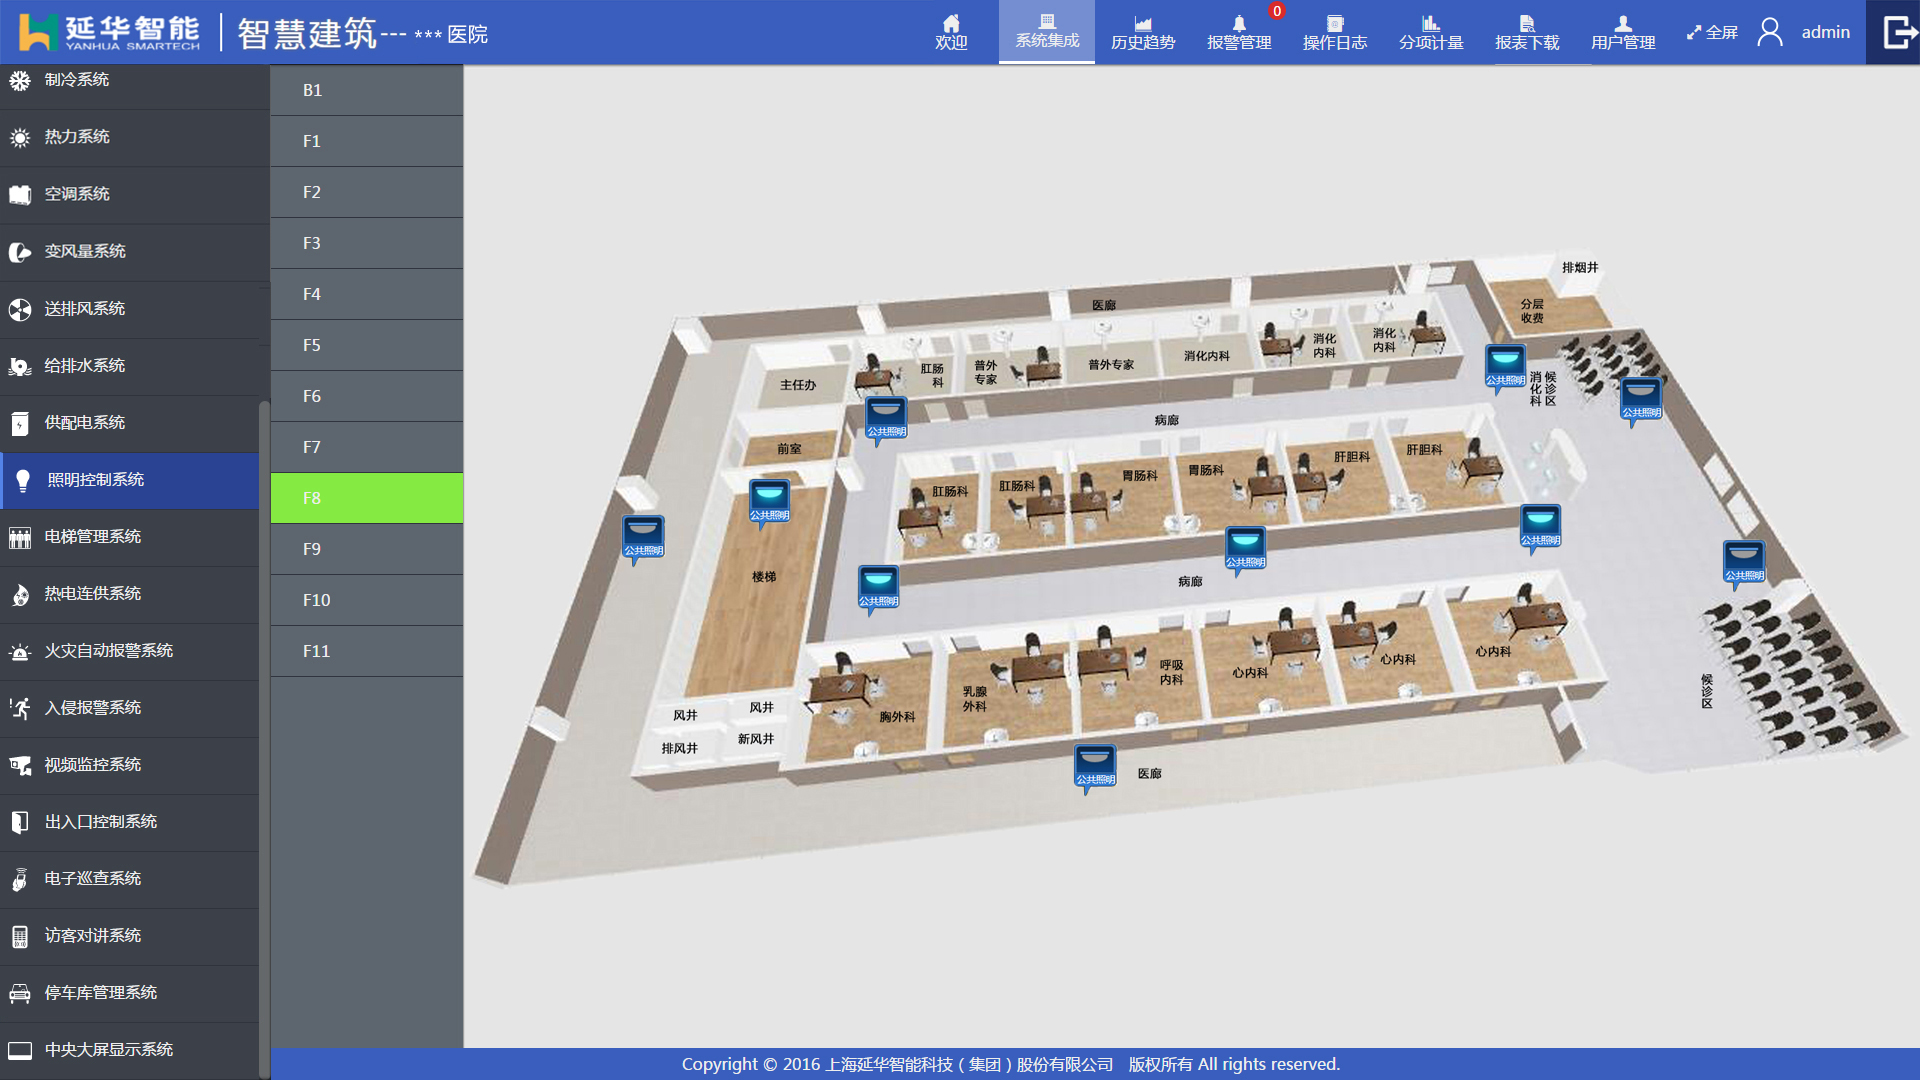 延华智能
YANHUA SMARTECH
智慧建筑--- *** 医院
欢迎
系统集成
历史趋势
报警管理
0
操作日志
分项计量
报表下载
用户管理
全屏
admin
制冷系统
热力系统
空调系统
变风量系统
送排风系统
给排水系统
供配电系统
照明控制系统
电梯管理系统
热电连供系统
火灾自动报警系统
入侵报警系统
视频监控系统
出入口控制系统
电子巡查系统
访客对讲系统
停车库管理系统
中央大屏显示系统
B1
F1
F2
F3
F4
F5
F6
F7
F8
F9
F10
F11
排烟井
分层
收费
医廊
消化
内科
消化
内科
消化内科
普外专家
普外
专家
肛肠
科
主任办
公共照明
消化科
候诊区
公共照明
公共照明
病廊
前室
肝胆科
肝胆科
胃肠科
胃肠科
肛肠科
肛肠科
公共照明
公共照明
公共照明
公共照明
公共照明
公共照明
楼梯
病廊
公共照明
心内科
心内科
心内科
呼吸
内科
乳腺
外科
胸外科
候诊区
风井
风井
新风井
排风井
公共照明
医廊
Copyright © 2016 上海延华智能科技（集团）股份有限公司 版权所有 All rights reserved.